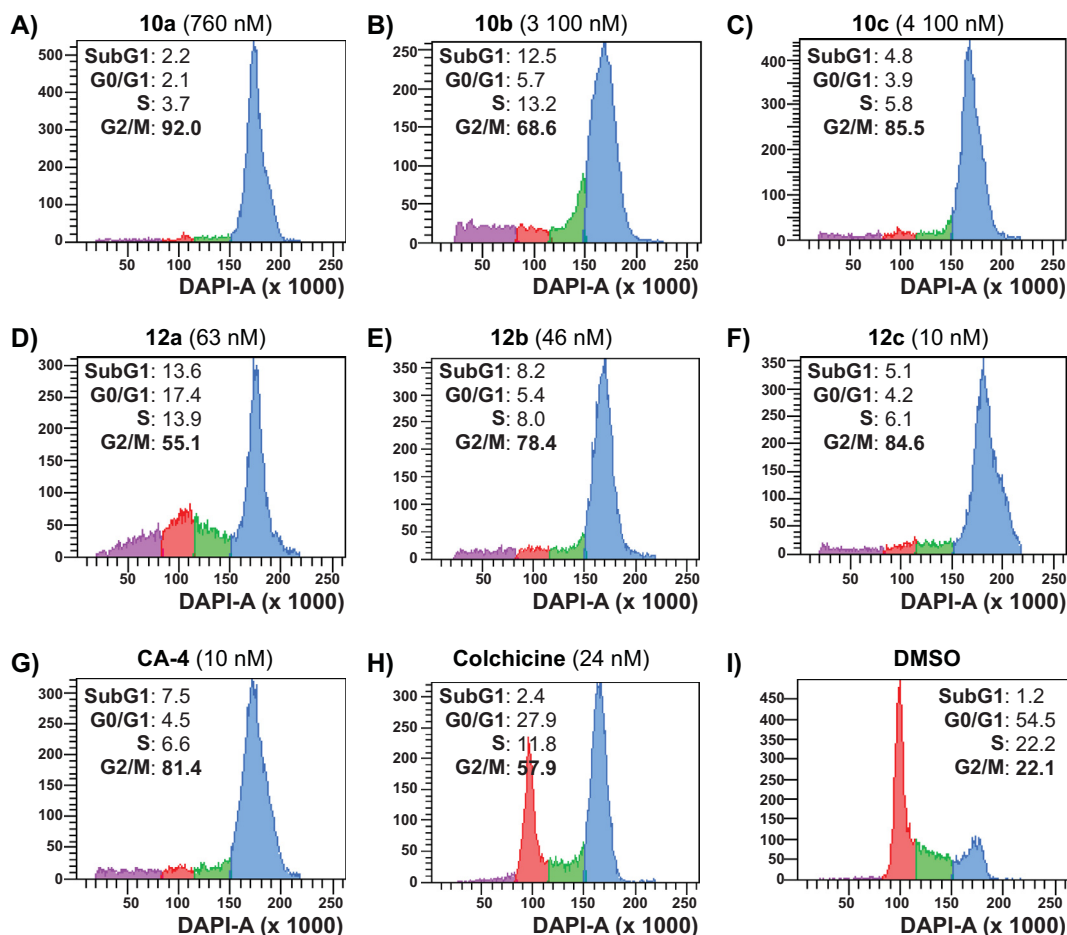 A) 10a (760 nM)
SubG1: 2.2
G0/G1: 2.1
S: 3.7
G2/M: 92.0
500
400
300
200
100
0
50 100 150 200 250
DAPI-A (x 1000)
B) 10b (3 100 nM)
SubG1: 12.5
G0/G1: 5.7
S: 13.2
G2/M: 68.6
250
200
150
100
50
0
50 100 150 200 250
DAPI-A (x 1000)
C) 10c (4 100 nM)
SubG1: 4.8
G0/G1: 3.9
S: 5.8
G2/M: 85.5
400
300
200
100
0
50 100 150 200 250
DAPI-A (x 1000)
D) 12a (63 nM)
SubG1: 13.6
G0/G1: 17.4
S: 13.9
G2/M: 55.1
300
250
200
150
100
50
0
50 100 150 200 250
DAPI-A (x 1000)
E) 12b (46 nM)
SubG1: 8.2
G0/G1: 5.4
S: 8.0
G2/M: 78.4
350
300
250
200
150
100
50
0
50 100 150 200 250
DAPI-A (x 1000)
F) 12c (10 nM)
SubG1: 5.1
G0/G1: 4.2
S: 6.1
G2/M: 84.6
350
300
250
200
150
100
50
0
50 100 150 200 250
DAPI-A (x 1000)
G) CA-4 (10 nM)
SubG1: 7.5
G0/G1: 4.5
S: 6.6
G2/M: 81.4
300
250
200
150
100
50
0
50 100 150 200 250
DAPI-A (x 1000)
H) Colchicine (24 nM)
SubG1: 2.4
G0/G1: 27.9
S: 11.8
G2/M: 57.9
300
250
200
150
100
50
0
50 100 150 200 250
DAPI-A (x 1000)
I) DMSO
SubG1: 1.2
G0/G1: 54.5
S: 22.2
G2/M: 22.1
450
400
350
300
250
200
150
100
50
0
50 100 150 200 250
DAPI-A (x 1000)